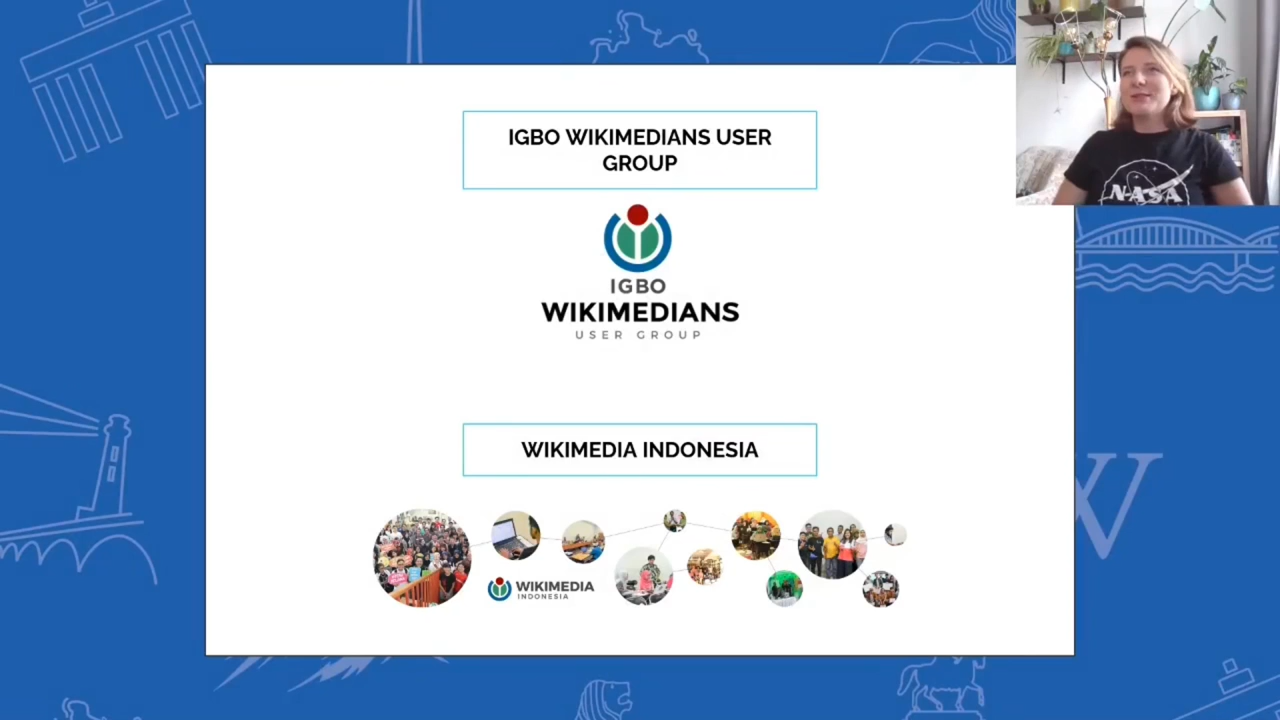 IGBO WIKIMEDIANS USER
GROUP
IGBO
WIKIMEDIANS
USER GROUP
WIKIMEDIA INDONESIA
WIKIMEDIA
INDONESIA
NASA
W